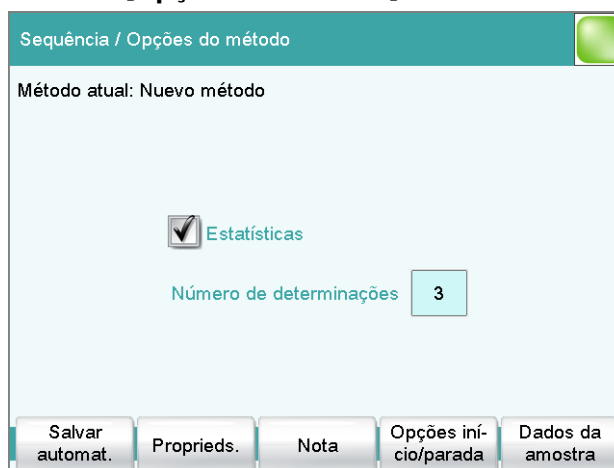 Sequência / Opções do método
Método atual: Nuevo método
Estatísticas
Número de determinações 3
Salvar automat.
Proprieds.
Nota
Opções iní-
cio/parada
Dados da amostra